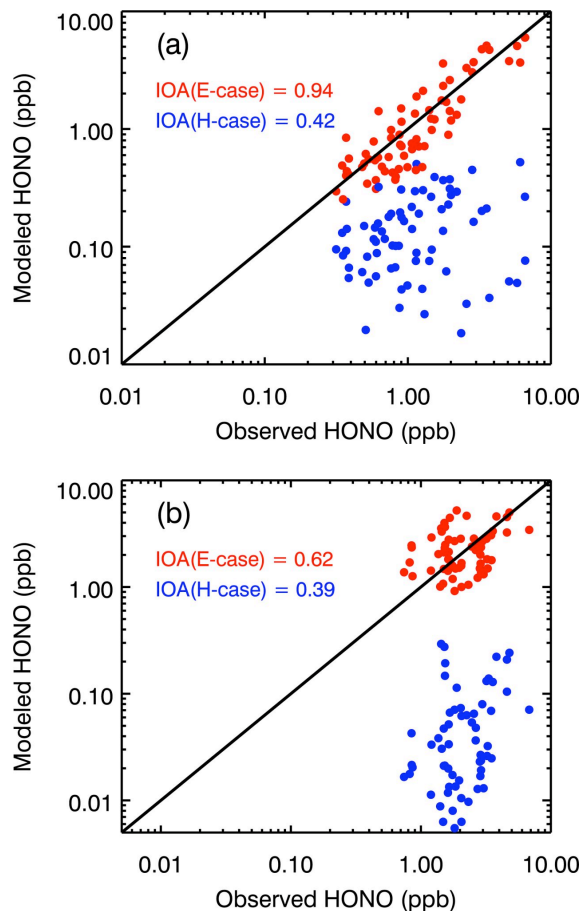 10.00
(a)
IOA(E-case) = 0.94
IOA(H-case) = 0.42
1.00
0.10
0.01
Modeled HONO (ppb)
0.01 0.10 1.00 10.00
Observed HONO (ppb)
10.00
(b)
IOA(E-case) = 0.62
IOA(H-case) = 0.39
1.00
0.10
0.01
Modeled HONO (ppb)
0.01 0.10 1.00 10.00
Observed HONO (ppb)